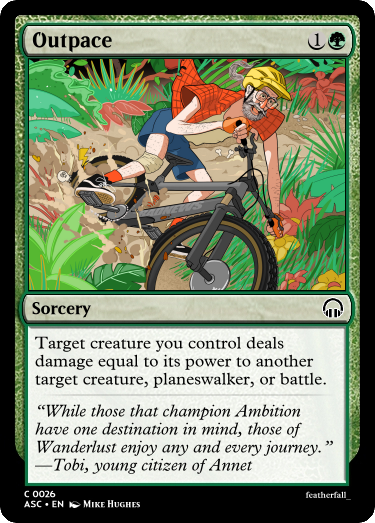 Outpace 1
Sorcery
Target creature you control deals
damage equal to its power to another
target creature, planeswalker, or battle.
“While those that champion Ambition
have one destination in mind, those of
Wanderlust enjoy any and every journey.”
—Tobi, young citizen of Annet
C 0026
ASC • EN Mike Hughes
featherfall_